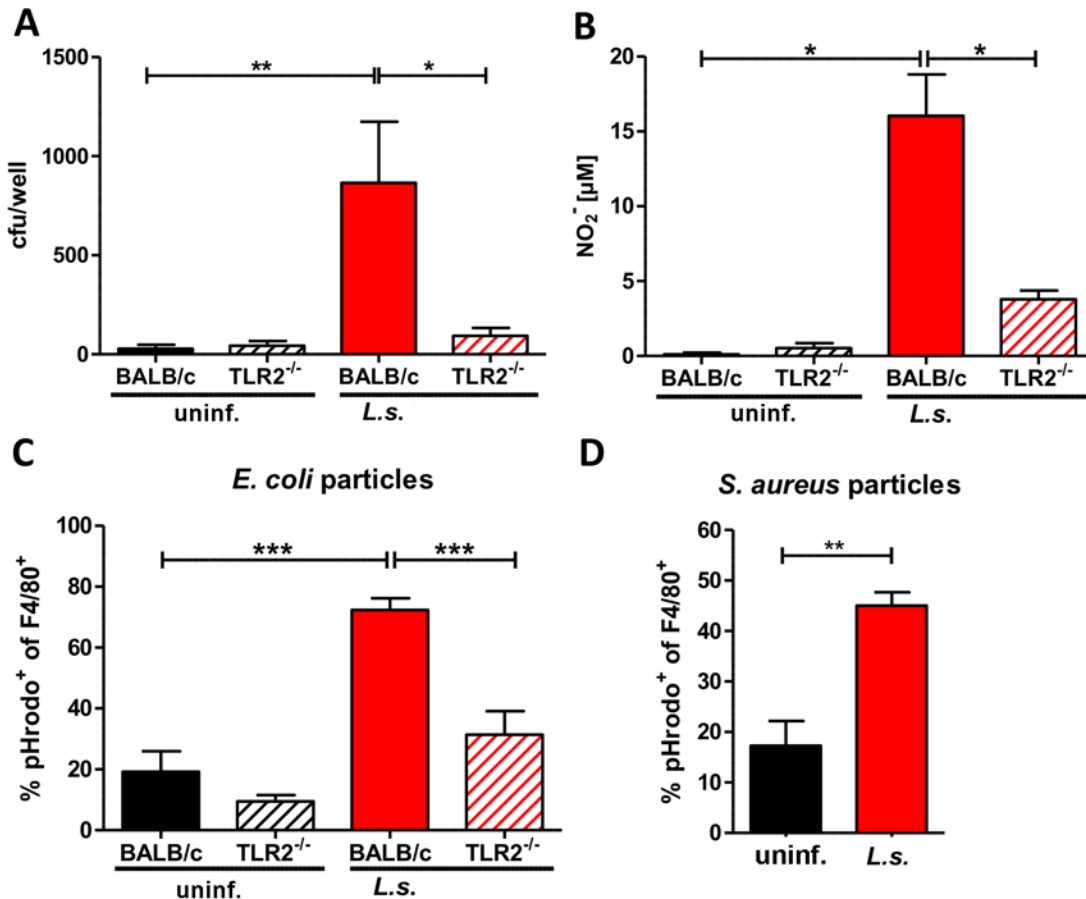 A
cfu/well
1500
1000
500
0
**
*
BALB/c TLR2-/- BALB/c TLR2-/-
uninf. L.s.
B
NO2- [µM]
20
15
10
5
0
*
*
BALB/c TLR2-/- BALB/c TLR2-/-
uninf. L.s.
C
E. coli particles
% pHrodo+ of F4/80+
100
80
60
40
20
0
***
***
BALB/c TLR2-/- BALB/c TLR2-/-
uninf. L.s.
D
S. aureus particles
% pHrodo+ of F4/80+
60
50
40
30
20
10
0
**
uninf. L.s.